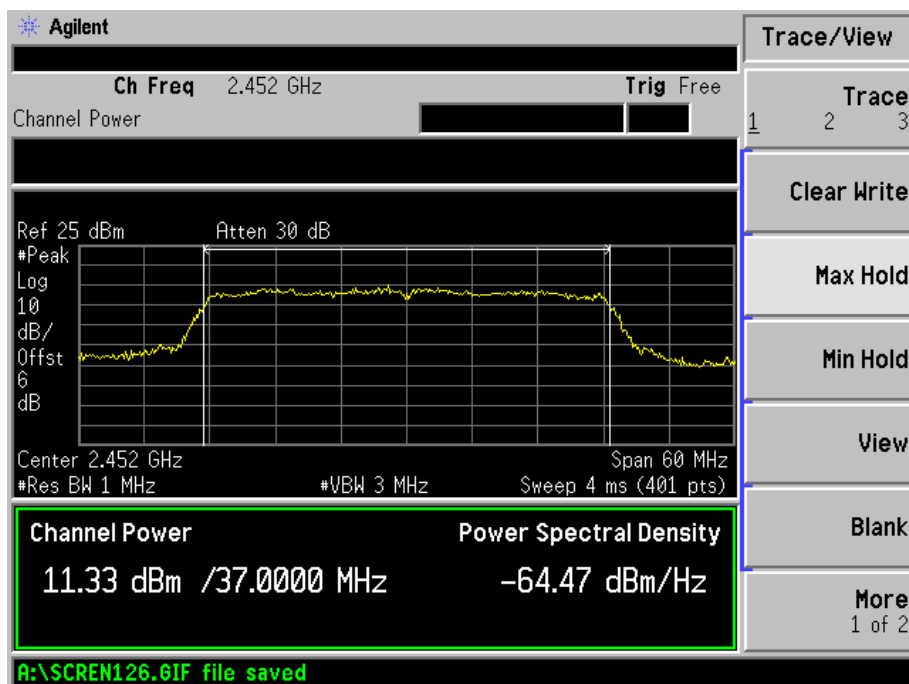 Agilent
Trace/View
Ch Freq 2.452 GHz Trig Free
Channel Power
Trace
1 2 3
Clear Write
Max Hold
Min Hold
View
Blank
More
1 of 2
Ref 25 dBm Atten 30 dB
#Peak
Log
10
dB/
Offst
6
dB
Center 2.452 GHz Span 60 MHz
#Res BW 1 MHz #VBW 3 MHz Sweep 4 ms (401 pts)
Channel Power Power Spectral Density
11.33 dBm /37.0000 MHz -64.47 dBm/Hz
A:\SCREN126.GIF file saved